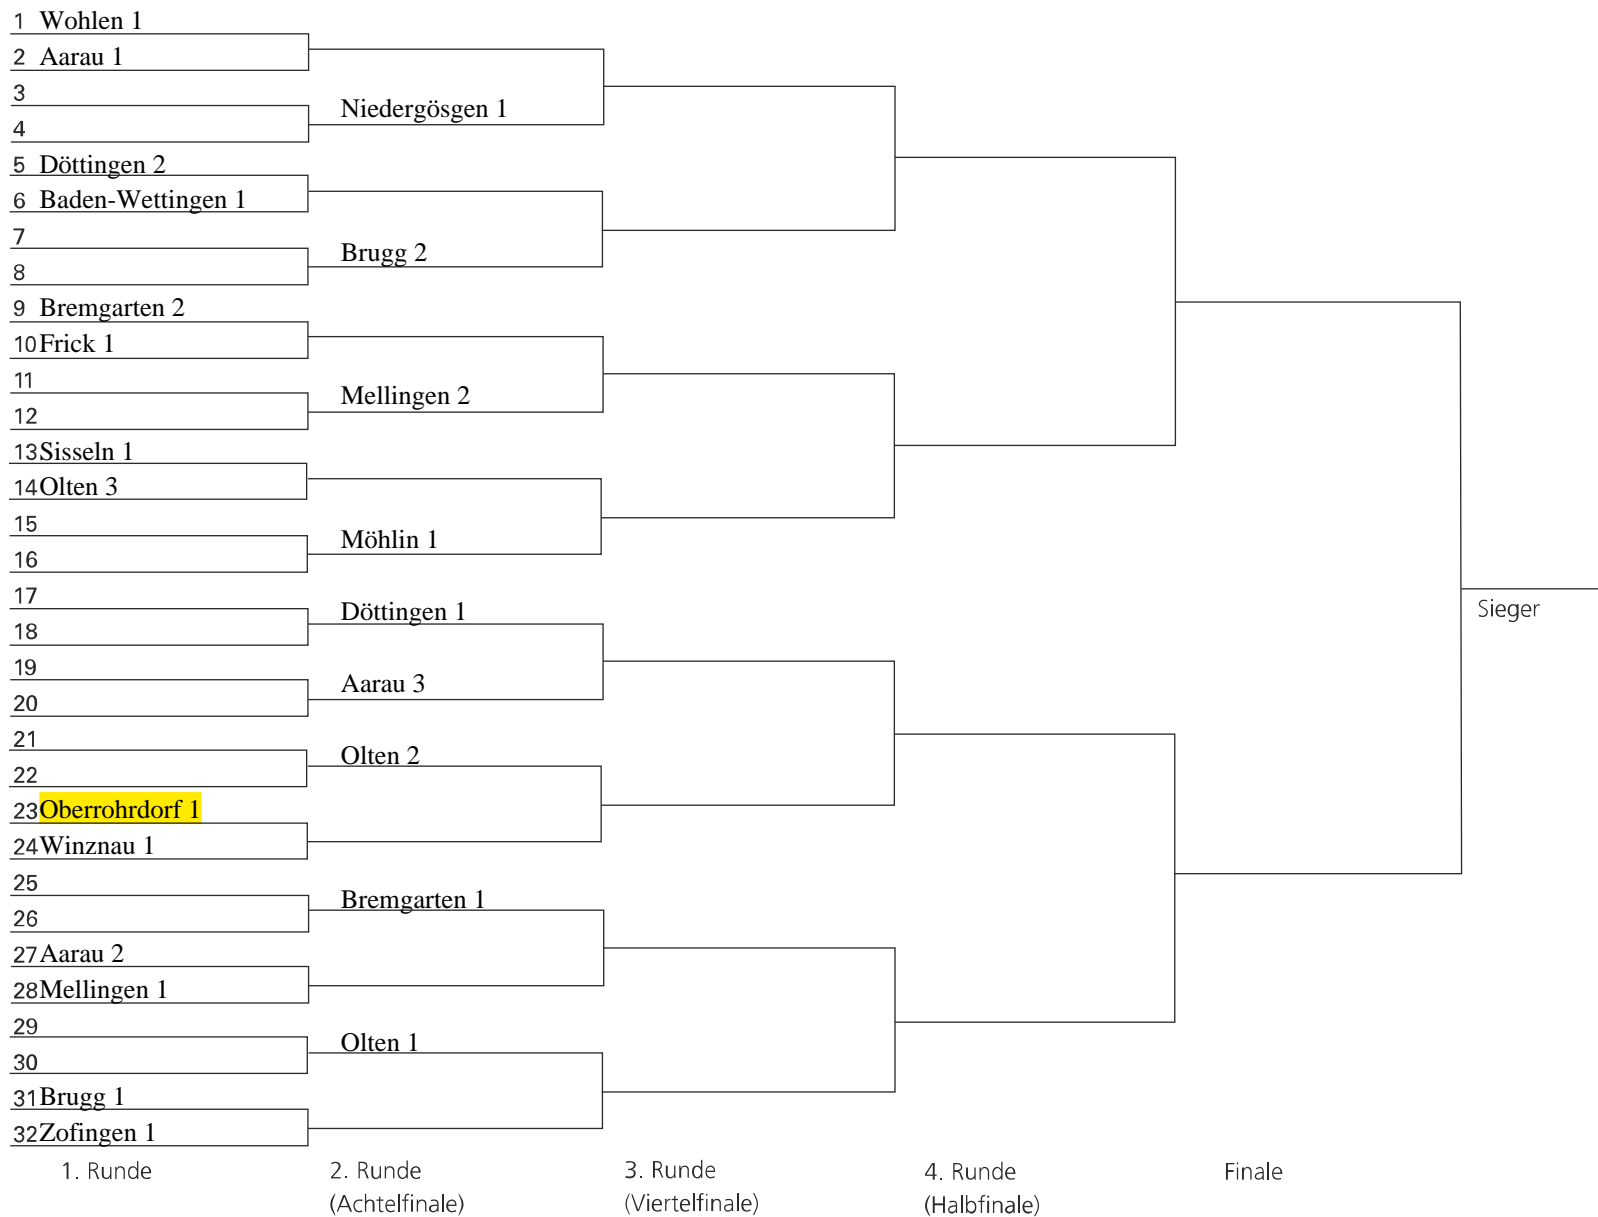 1 Wohlen 1
2 Aarau 1
3
Niedergösgen 1
4
5 Döttingen 2
6 Baden-Wettingen 1
7
Brugg 2
8
9 Bremgarten 2
10 Frick 1
11
Mellingen 2
12
13 Sisseln 1
14 Olten 3
15
Möhlin 1
16
17
Döttingen 1
18
19
Aarau 3
20
21
Olten 2
22
23 Oberrohrdorf 1
24 Winznau 1
25
Bremgarten 1
26
27 Aarau 2
28 Mellingen 1
29
Olten 1
30
31 Brugg 1
32 Zofingen 1
Sieger
1. Runde
2. Runde
(Achtelfinale)
3. Runde
(Viertelfinale)
4. Runde
(Halbfinale)
Finale